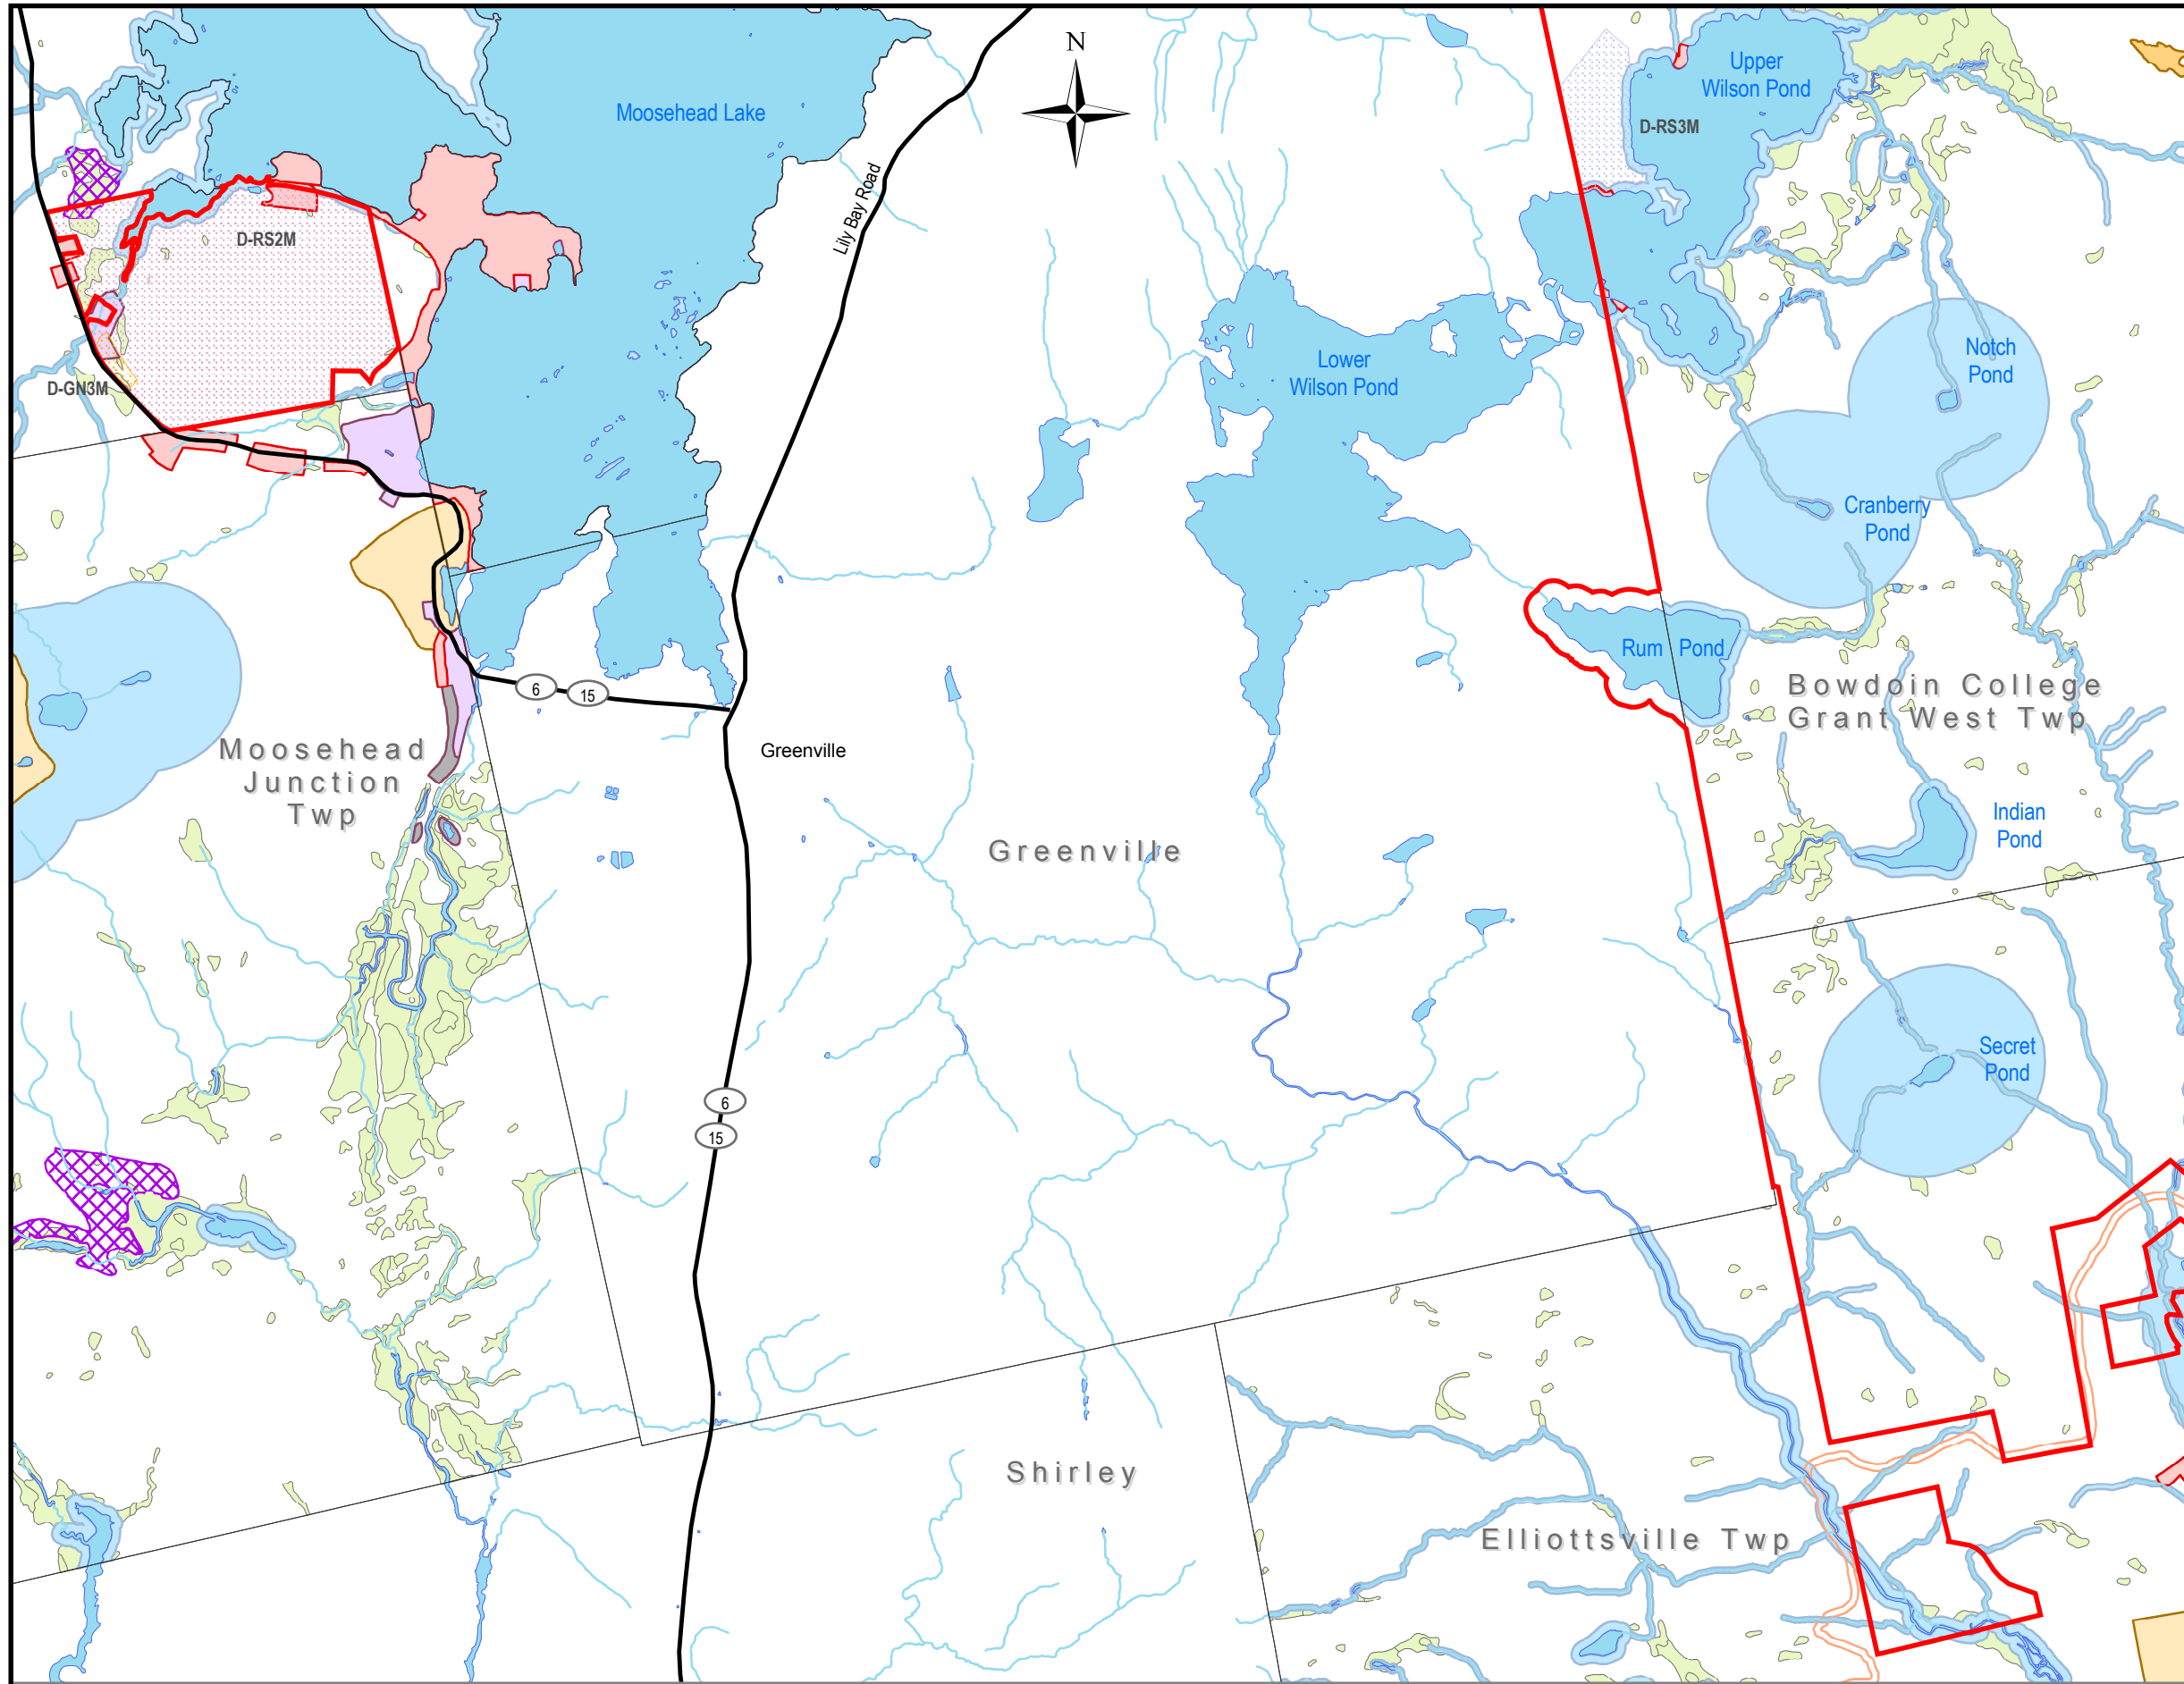 N
Upper
Wilson Pond
Moosehead Lake
D-RS3M
Lily Bay Road
D-RS2M
Notch
Pond
Lower
Wilson Pond
D-GN3M
Cranberry
Pond
Rum Pond
Bowdoin College
Grant West Twp
6
15
Greenville
Moosehead
Junction
Twp
Indian
Pond
Greenville
Secret
Pond
6
15
Shirley
Elliottsville Twp